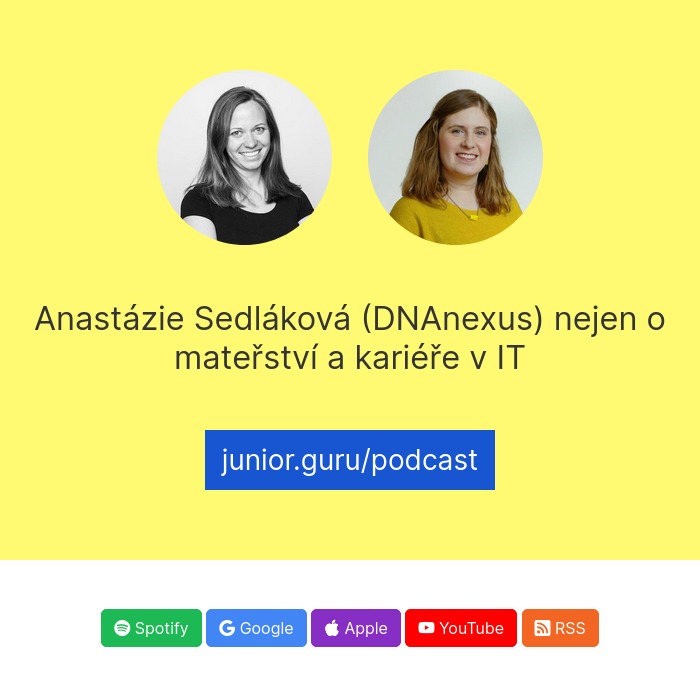 Anastázie Sedláková (DNAnexus) nejen o
mateřství a kariéře v IT
junior.guru/podcast
Spotify Google Apple YouTube RSS